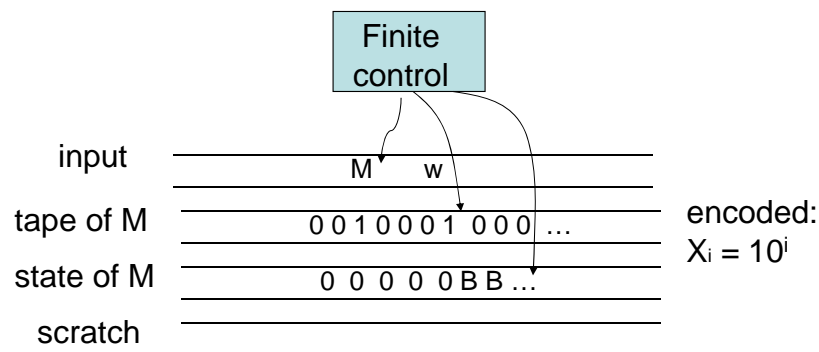 Finite
control
input
M w
tape of M
0 0 1 0 0 0 1 0 0 0 ...
encoded:
Xi = 10^i
state of M
0 0 0 0 0 B B ...
scratch